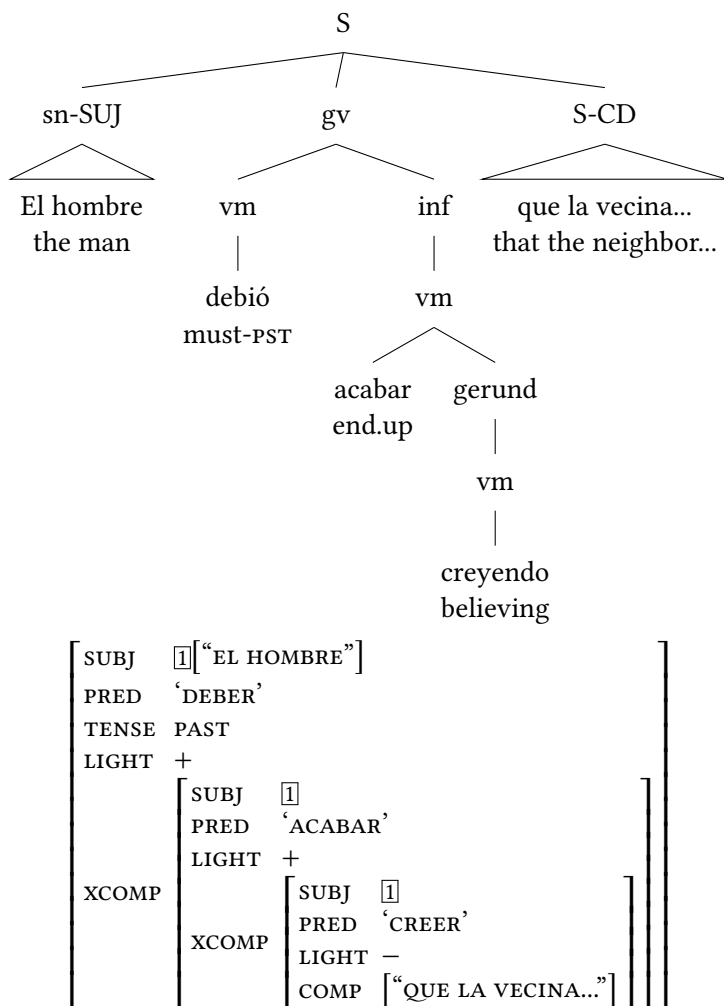 S
sn-SUJ gv S-CD
El hombre vm inf que la vecina...
the man that the neighbor...
debió vm
must-PST
acabar gerund
end.up
vm
creyendo
believing
SUBJ 1["EL HOMBRE"]
PRED ‘DEBER’
TENSE PAST
LIGHT +
SUBJ 1
PRED ‘ACABAR’
LIGHT +
XCOMP
SUBJ 1
PRED ‘CREER’
XCOMP
LIGHT −
COMP [“QUE LA VECINA...”]